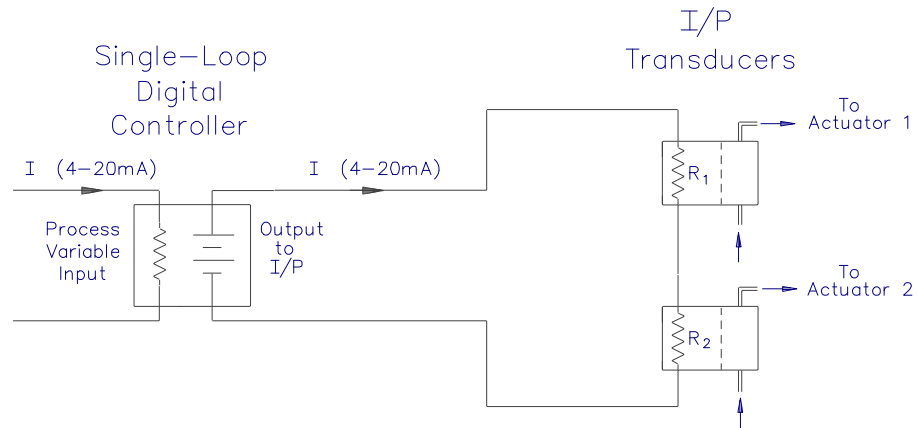 I/P
Transducers
Single-Loop
Digital
Controller
To
Actuator 1
I (4-20mA)
I (4-20mA)
R1
Process
Variable
Input
Output
to
I/P
To
Actuator 2
R2